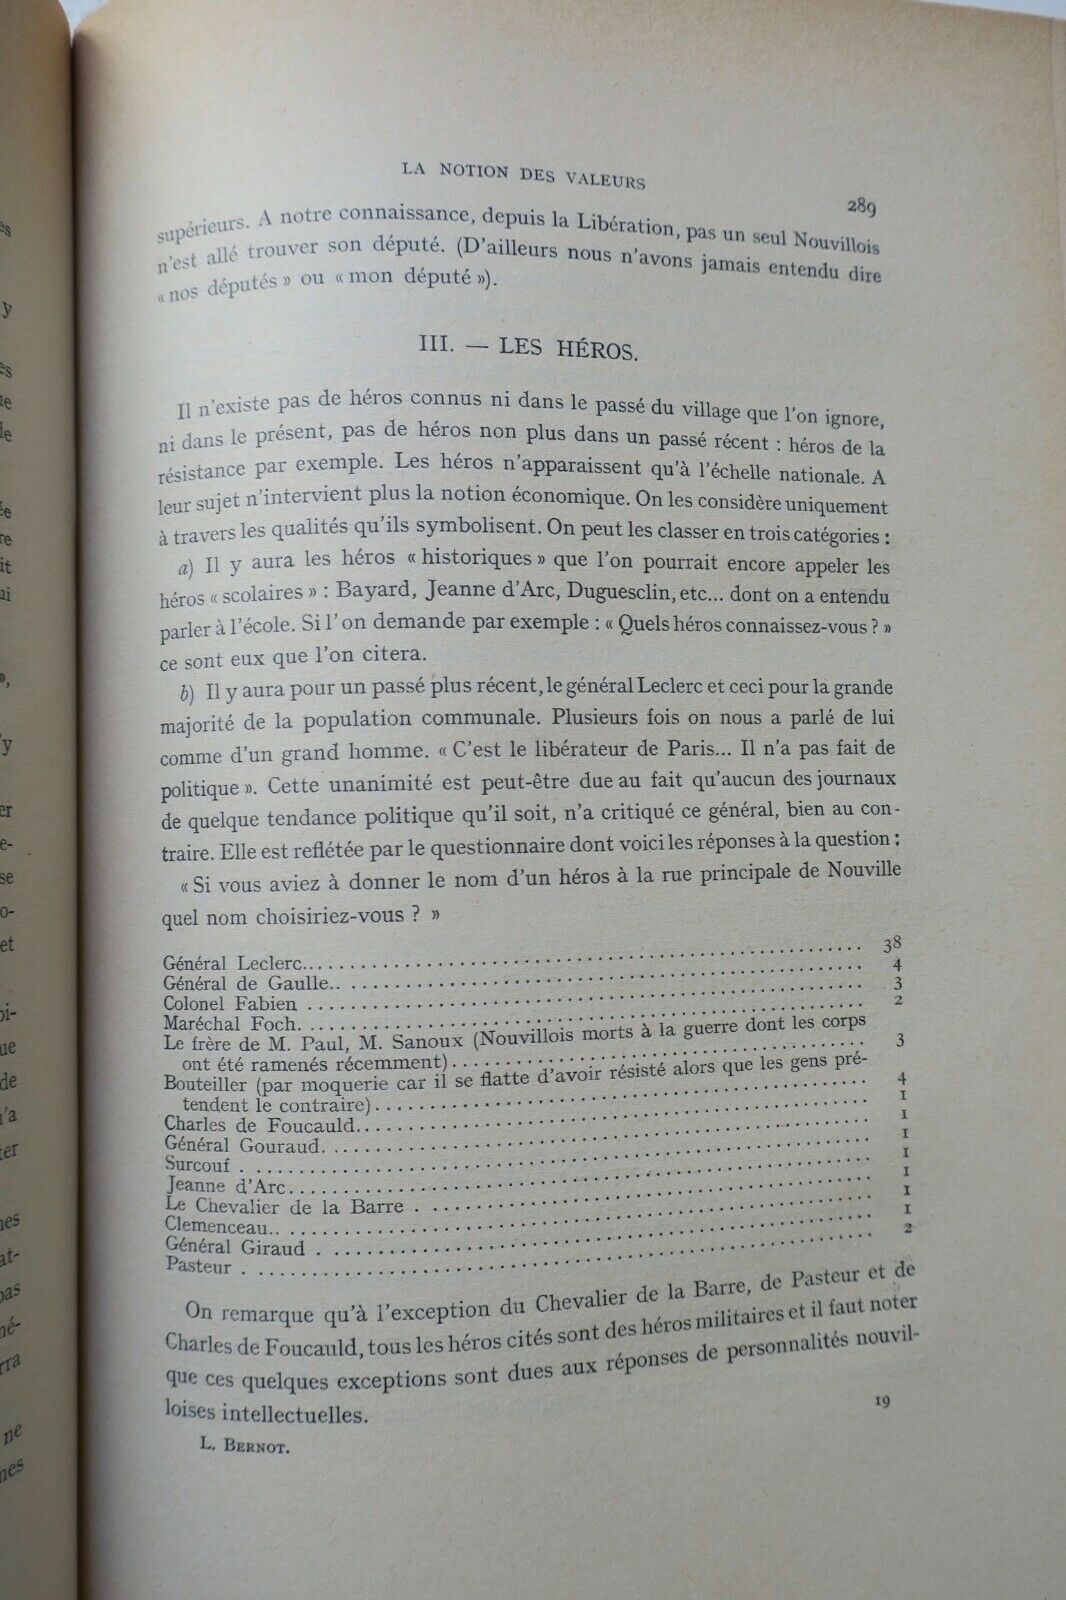 LA NOTION DES VALEURS
289
supérieurs. A notre connaissance, depuis la Libération, pas un seul Nouvillois
n'est allé trouver son député. (D'ailleurs nous n'avons jamais entendu dire
« nos députés » ou « mon député »).
III. — LES HÉROS.
Il n'existe pas de héros connus ni dans le passé du village que l'on ignore,
ni dans le présent, pas de héros non plus dans un passé récent : héros de la
résistance par exemple. Les héros n'apparaissent qu'à l'échelle nationale. A
leur sujet n'intervient plus la notion économique. On les considère uniquement
à travers les qualités qu'ils symbolisent. On peut les classer en trois catégories :
a) Il y aura les héros « historiques » que l'on pourrait encore appeler les
héros « scolaires » : Bayard, Jeanne d'Arc, Duguesclin, etc... dont on a entendu
parler à l'école. Si l' on demande par exemple : « Quels héros connaissez-vous ? »
ce sont eux que l'on citera.
b) Il y aura pour un passé plus récent, le général Leclerc et ceci pour la grande
majorité de la population communale. Plusieurs fois on nous a parlé de lui
comme d'un grand homme. « C'est le libérateur de Paris... Il n'a pas fait de
politique ». Cette unanimité est peut-être due au fait qu'aucun des journaux
de quelque tendance politique qu'il soit, n'a critiqué ce général, bien au con-
traire. Elle est reflétée par le questionnaire dont voici les réponses à la question :
« Si vous aviez à donner le nom d'un héros à la rue principale de Nouville
quel nom choisiriez-vous ? »
Général Leclerc........ 38
Général de Gaulle........ 4
Colonel Fabien ........ 3
Maréchal Foch........ 2
Le frère de M. Paul, M. Sanoux (Nouvillois morts à la guerre dont les corps
ont été ramenés récemment)........ 3
Bouteiller (par moquerie car il se flatte d'avoir résisté alors que les gens pré-
tendent le contraire)........ 4
Charles de Foucauld........ 1
Général Gouraud........ 1
Surcouf ........ 1
Jeanne d'Arc........ 1
Le Chevalier de la Barre ........ 1
Clemenceau........ 1
Général Giraud ........ 1
Pasteur ........ 2
On remarque qu'à l'exception du Chevalier de la Barre, de Pasteur et de
Charles de Foucauld, tous les héros cités sont des héros militaires et il faut noter
que ces quelques exceptions sont dues aux réponses de personnalités nouvil-
loises intellectuelles.
L. BERNOT.
19